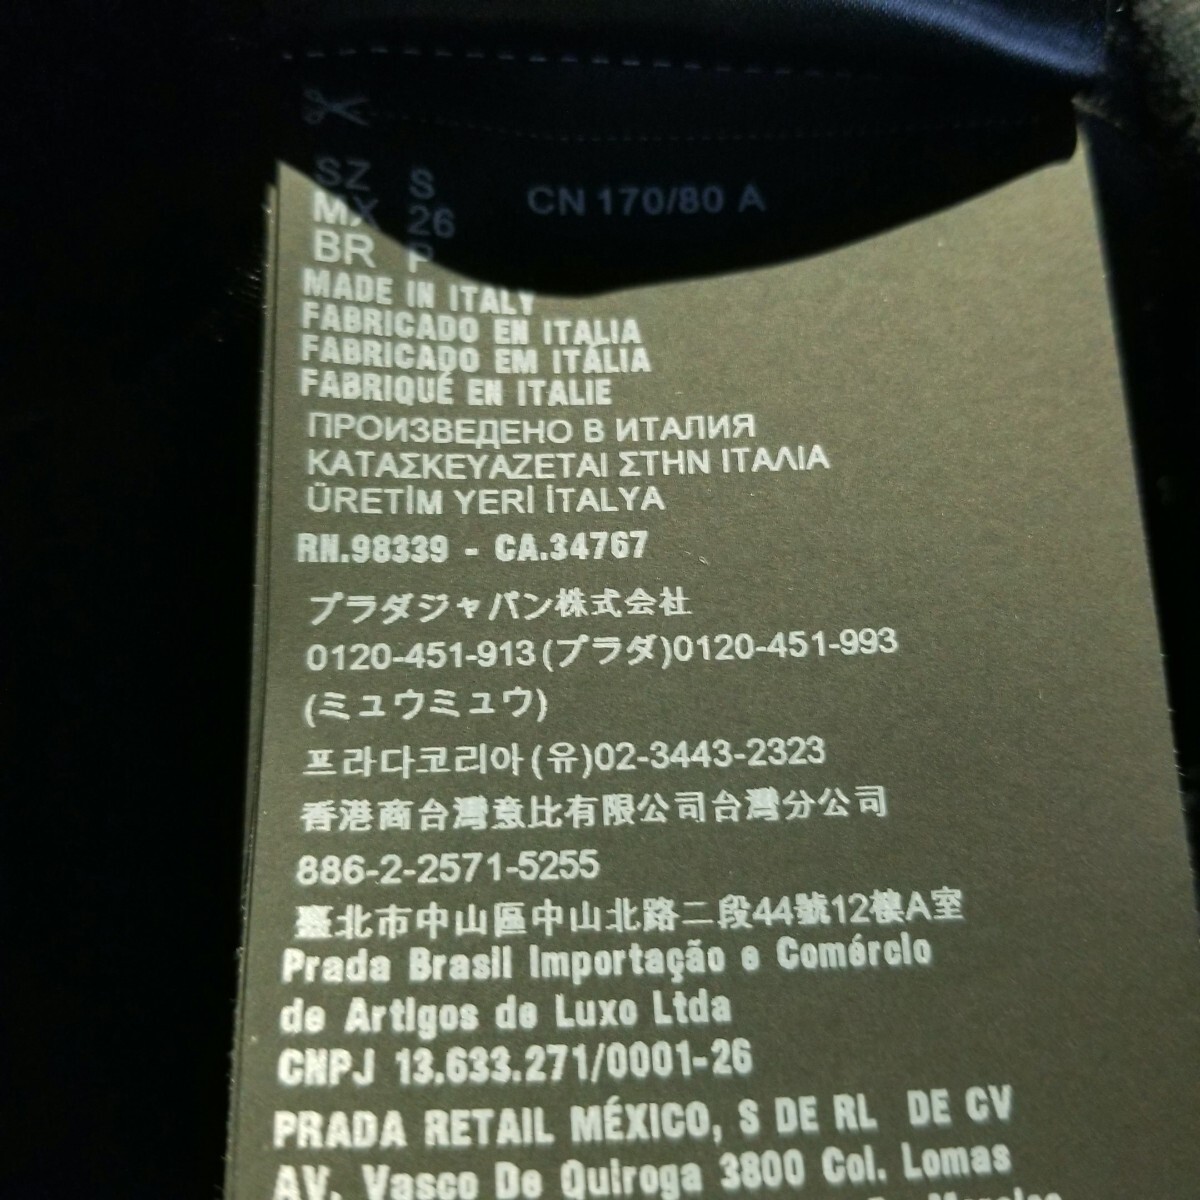 SZ S CN 170/80 A
MX 26
BR P
MADE IN ITALY
FABRICADO EN ITALIA
FABRICADO EM ITÁLIA
FABRIQUÉ EN ITALIE
ПРОИЗВЕДЕНО В ИТАЛИЯ
ΚΑΤΑΣΚΕΥΑΖΕΤΑΙ ΣΤΗΝ ΙΤΑΛΙΑ
ÜRETİM YERİ İTALYA
RN.98339 - CA.34767
プラダジャパン株式会社
0120-451-913(プラダ)0120-451-993
(ミュウミュウ)
프라다코리아(유)02-3443-2323
香港商台灣意比有限公司台灣分公司
886-2-2571-5255
臺北市中山區中山北路二段44號12樓A室
Prada Brasil Importação e Comércio
de Artigos de Luxo Ltda
CNPJ 13.633.271/0001-26
PRADA RETAIL MÉXICO, S DE RL DE CV
AV. Vasco De Quiroga 3800 Col. Lomas